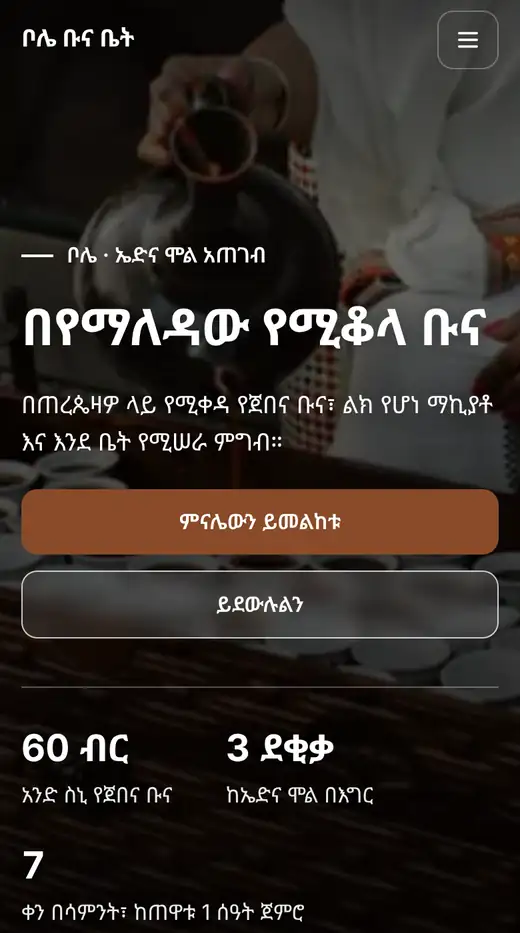 ቦሌ ቡና ቤት
ቦሌ · ኤድና ሞል አጠገብ
በየማለዳው የሚቆላ ቡና
በጠረጴዛዎ ላይ የሚቀዳ የጀበና ቡና፣ ልክ የሆነ ማኪያቶ
እና እንደ ቤት የሚሠራ ምግብ።
ምናሌውን ይመልከቱ
ይደውሉልን
60 ብር
አንድ ስኒ የጀበና ቡና
3 ደቂቃ
ከኤድና ሞል በእግር
7
ቀን በሳምንት፣ ከጠዋቱ 1 ሰዓት ጀምሮ